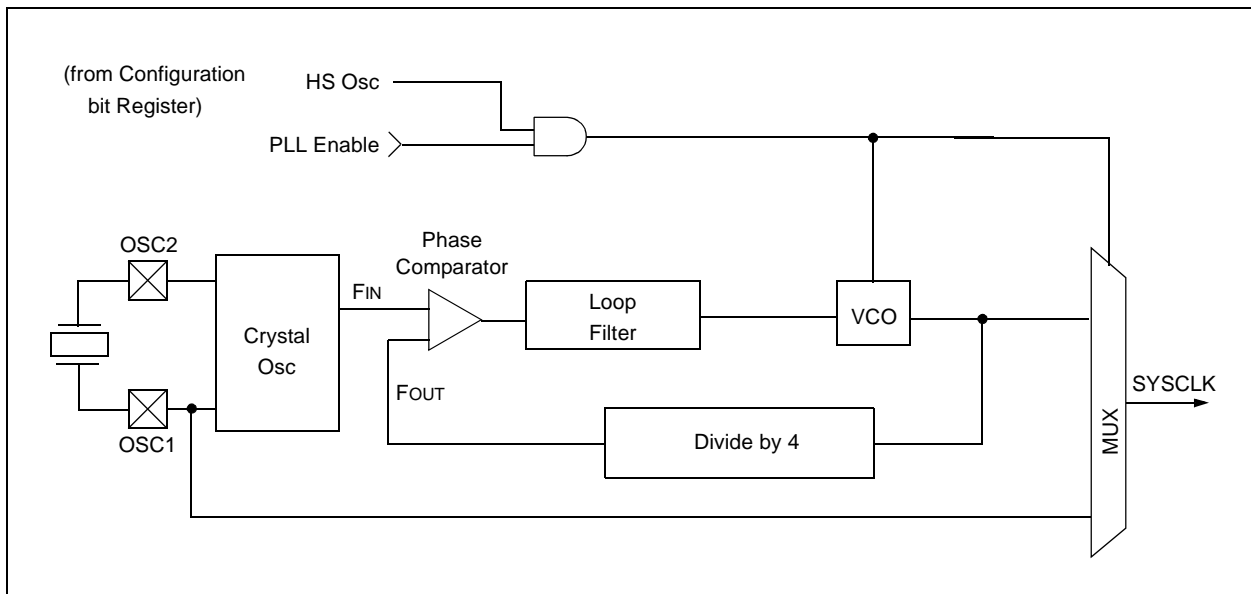 (from Configuration
bit Register)
HS Osc
PLL Enable
OSC2
Phase
Comparator
FIN
Crystal
Osc
Loop
Filter
VCO
SYSCLK
FOUT
OSC1
Divide by 4
MUX